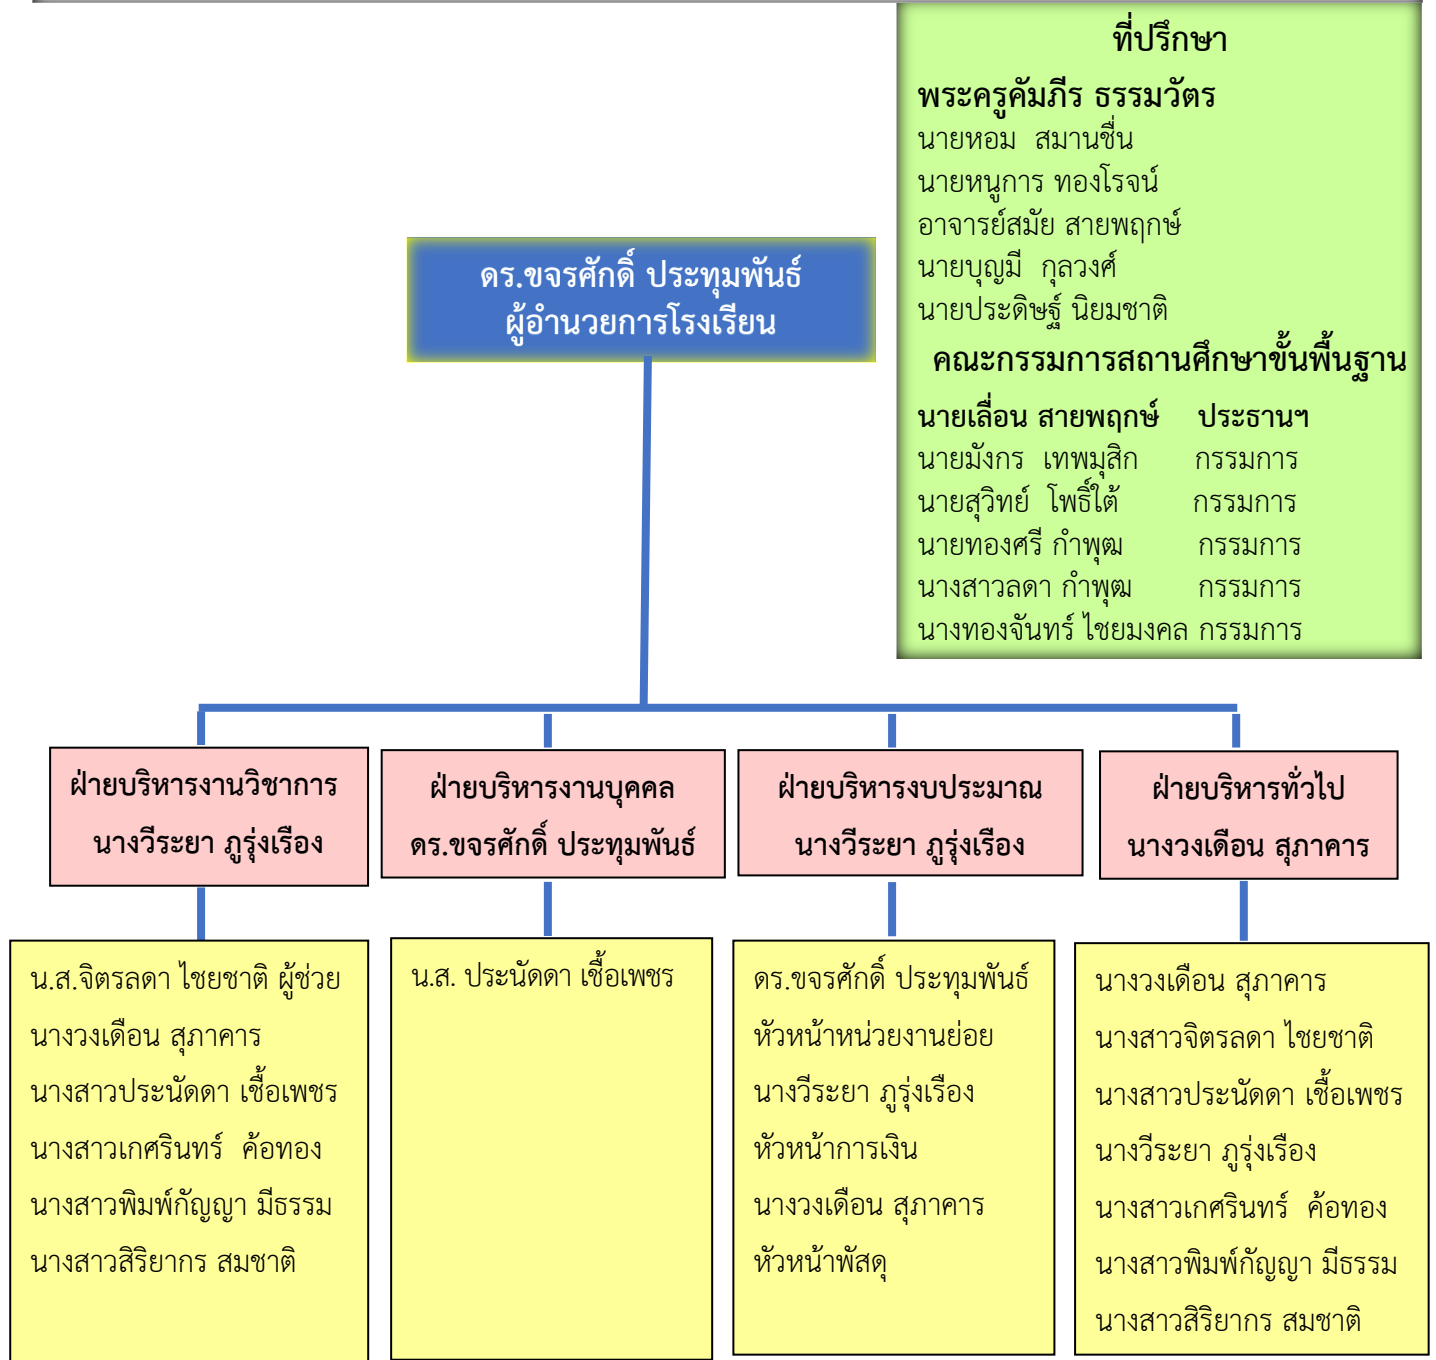 ที่ปรึกษา
พระครูคัมภีร ธรรมวัตร
นายหอม สมานชื่น
นายหนูการ ทองโรจน์
อาจารย์สมัย สายพฤกษ์
นายบุญมี กุลวงศ์
นายประดิษฐ์ นิยมชาติ
คณะกรรมการสถานศึกษาขั้นพื้นฐาน
นายเลื่อน สายพฤกษ์ ประธานฯ
นายมังกร เทพมุสิก กรรมการ
นายสุวิทย์ โพธิ์ใต้ กรรมการ
นายทองศรี กำพุฒ กรรมการ
นางสาวลดา กำพุฒ กรรมการ
นางทองจันทร์ ไชยมงคล กรรมการ
ดร.ขจรศักดิ์ ประทุมพันธ์
ผู้อำนวยการโรงเรียน
ฝ่ายบริหารงานวิชาการ
นางวีระยา ภูรุ่งเรือง
น.ส.จิตรลดา ไชยชาติ ผู้ช่วย
นางวงเดือน สุภาคาร
นางสาวประนัดดา เชื้อเพชร
นางสาวเกศรินทร์ ค้อทอง
นางสาวพิมพ์กัญญา มีธรรม
นางสาวสิริยากร สมชาติ
ฝ่ายบริหารงานบุคคล
ดร.ขจรศักดิ์ ประทุมพันธ์
น.ส. ประนัดดา เชื้อเพชร
ฝ่ายบริหารงบประมาณ
นางวีระยา ภูรุ่งเรือง
ดร.ขจรศักดิ์ ประทุมพันธ์
หัวหน้าหน่วยงานย่อย
นางวีระยา ภูรุ่งเรือง
หัวหน้าการเงิน
นางวงเดือน สุภาคาร
หัวหน้าพัสดุ
ฝ่ายบริหารทั่วไป
นางวงเดือน สุภาคาร
นางวงเดือน สุภาคาร
นางสาวจิตรลดา ไชยชาติ
นางสาวประนัดดา เชื้อเพชร
นางวีระยา ภูรุ่งเรือง
นางสาวเกศรินทร์ ค้อทอง
นางสาวพิมพ์กัญญา มีธรรม
นางสาวสิริยากร สมชาติ